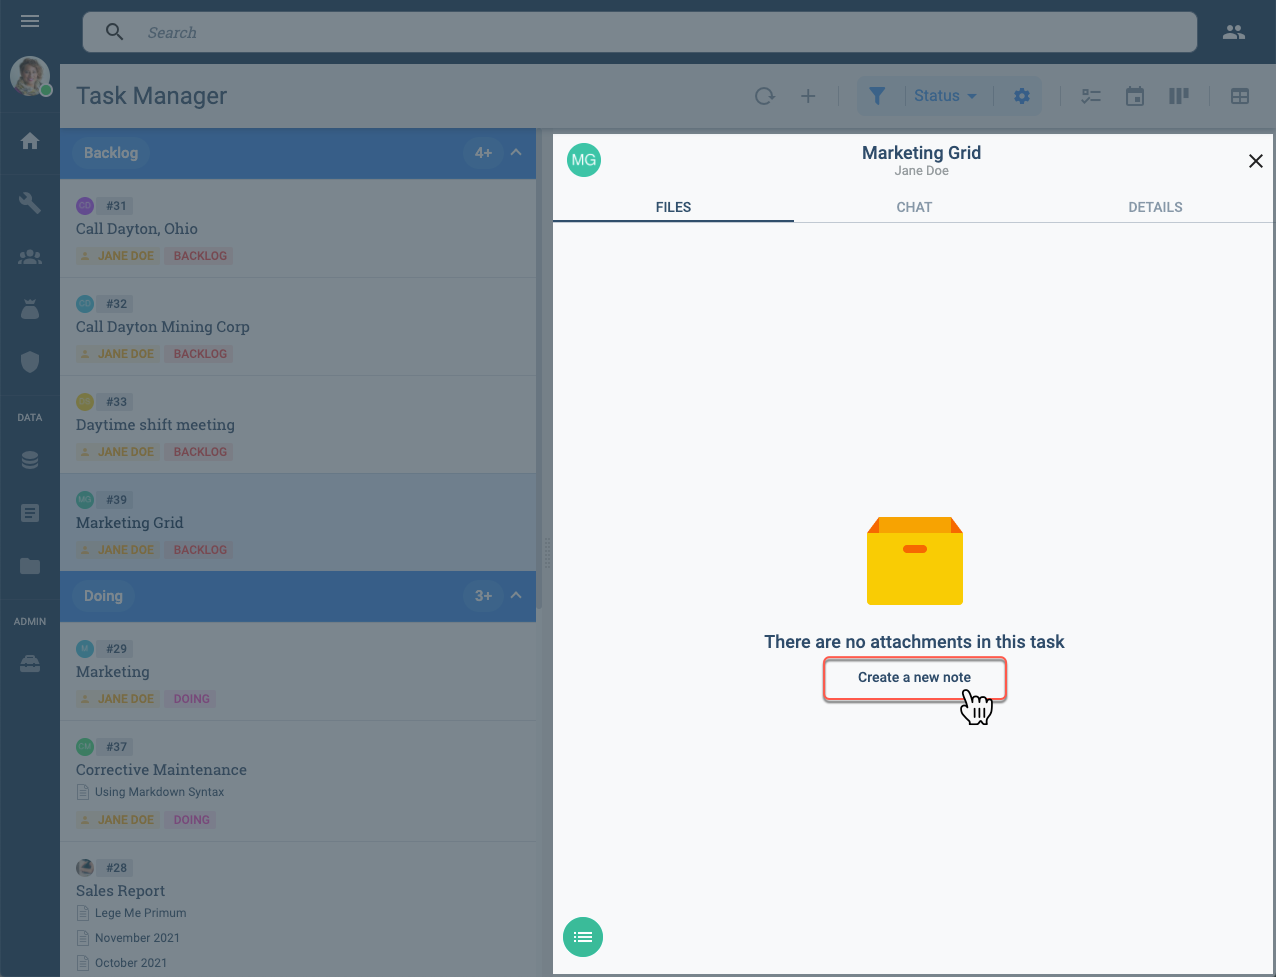 Search
Task Manager
Status
Backlog
4+
#31
Call Dayton, Ohio
JANE DOE BACKLOG
#32
Call Dayton Mining Corp
JANE DOE BACKLOG
#33
Daytime shift meeting
JANE DOE BACKLOG
MG #39
Marketing Grid
JANE DOE BACKLOG
Doing
3+
M #29
Marketing
JANE DOE DOING
CM #37
Corrective Maintenance
Using Markdown Syntax
JANE DOE DOING
#28
Sales Report
Lege Me Primum
November 2021
October 2021
DATA
ADMIN
MG
Marketing Grid
Jane Doe
FILES CHAT DETAILS
There are no attachments in this task
Create a new note